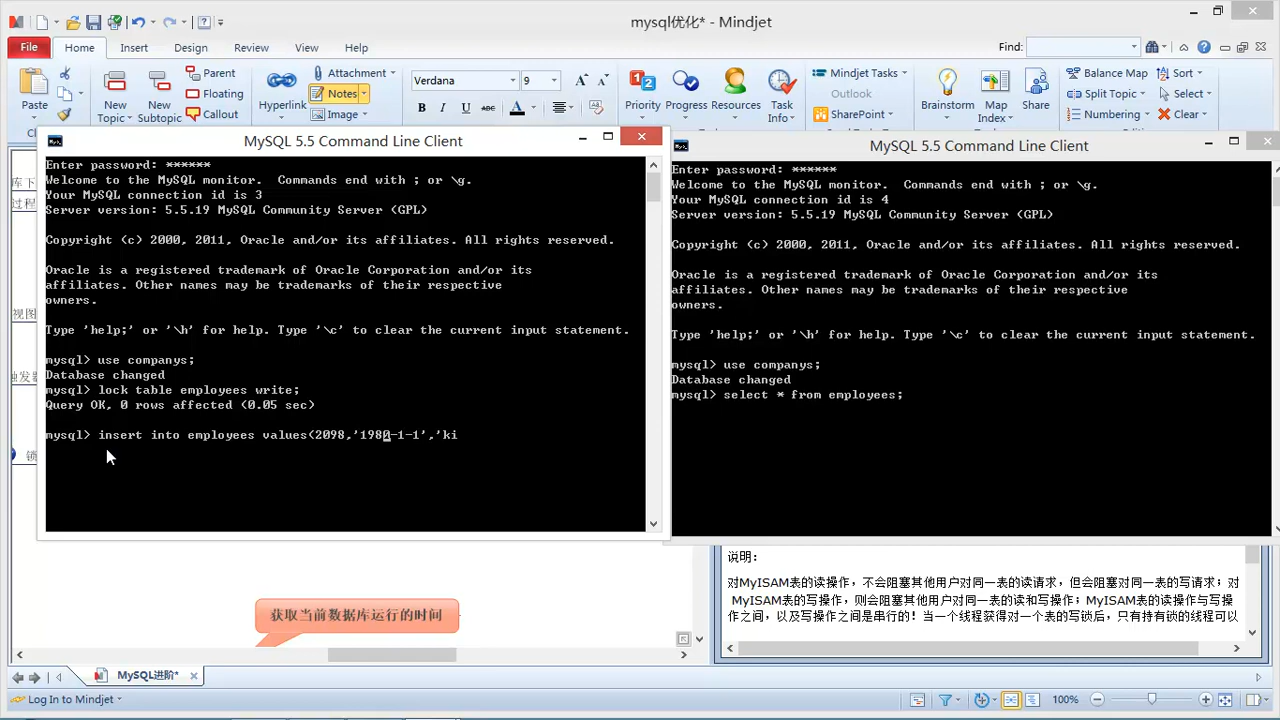 mysql优化* - Mindjet
File Home Insert Design Review View Help Find:
Paste
New Topic
New Subtopic
Parent
Floating
Callout
Hyperlink
Attachment
Notes
Image
Verdana 9
B I U abc A
Priority Progress Resources Task Info
Mindjet Tasks
Outlook
SharePoint
Brainstorm Map Index Share
Balance Map
Split Topic
Numbering
Sort
Select
Clear
MySQL 5.5 Command Line Client
Enter password: ******
Welcome to the MySQL monitor.  Commands end with ; or \g.
Your MySQL connection id is 3
Server version: 5.5.19 MySQL Community Server (GPL)
Copyright (c) 2000, 2011, Oracle and/or its affiliates. All rights reserved.
Oracle is a registered trademark of Oracle Corporation and/or its
affiliates. Other names may be trademarks of their respective
owners.
Type 'help;' or '\h' for help. Type '\c' to clear the current input statement.
mysql> use companys;
Database changed
mysql> lock table employees write;
Query OK, 0 rows affected (0.05 sec)
mysql> insert into employees values(2098,'1980-1-1','ki
MySQL 5.5 Command Line Client
Enter password: ******
Welcome to the MySQL monitor.  Commands end with ; or \g.
Your MySQL connection id is 4
Server version: 5.5.19 MySQL Community Server (GPL)
Copyright (c) 2000, 2011, Oracle and/or its affiliates. All rights reserved.
Oracle is a registered trademark of Oracle Corporation and/or its
affiliates. Other names may be trademarks of their respective
owners.
Type 'help;' or '\h' for help. Type '\c' to clear the current input statement.
mysql> use companys;
Database changed
mysql> select * from employees;
库下
过程
视图
触发器
锁
获取当前数据库运行的时间
说明:
对MyISAM表的读操作，不会阻塞其他用户对同一表的读请求，但会阻塞对同一表的写请求；对
MyISAM表的写操作，则会阻塞其他用户对同一表的读和写操作；MyISAM表的读操作与写操
作之间，以及写操作之间是串行的！当一个线程获得对一个表的写锁后，只有持有锁的线程可以
MySQL进阶*
Log In to Mindjet
100%